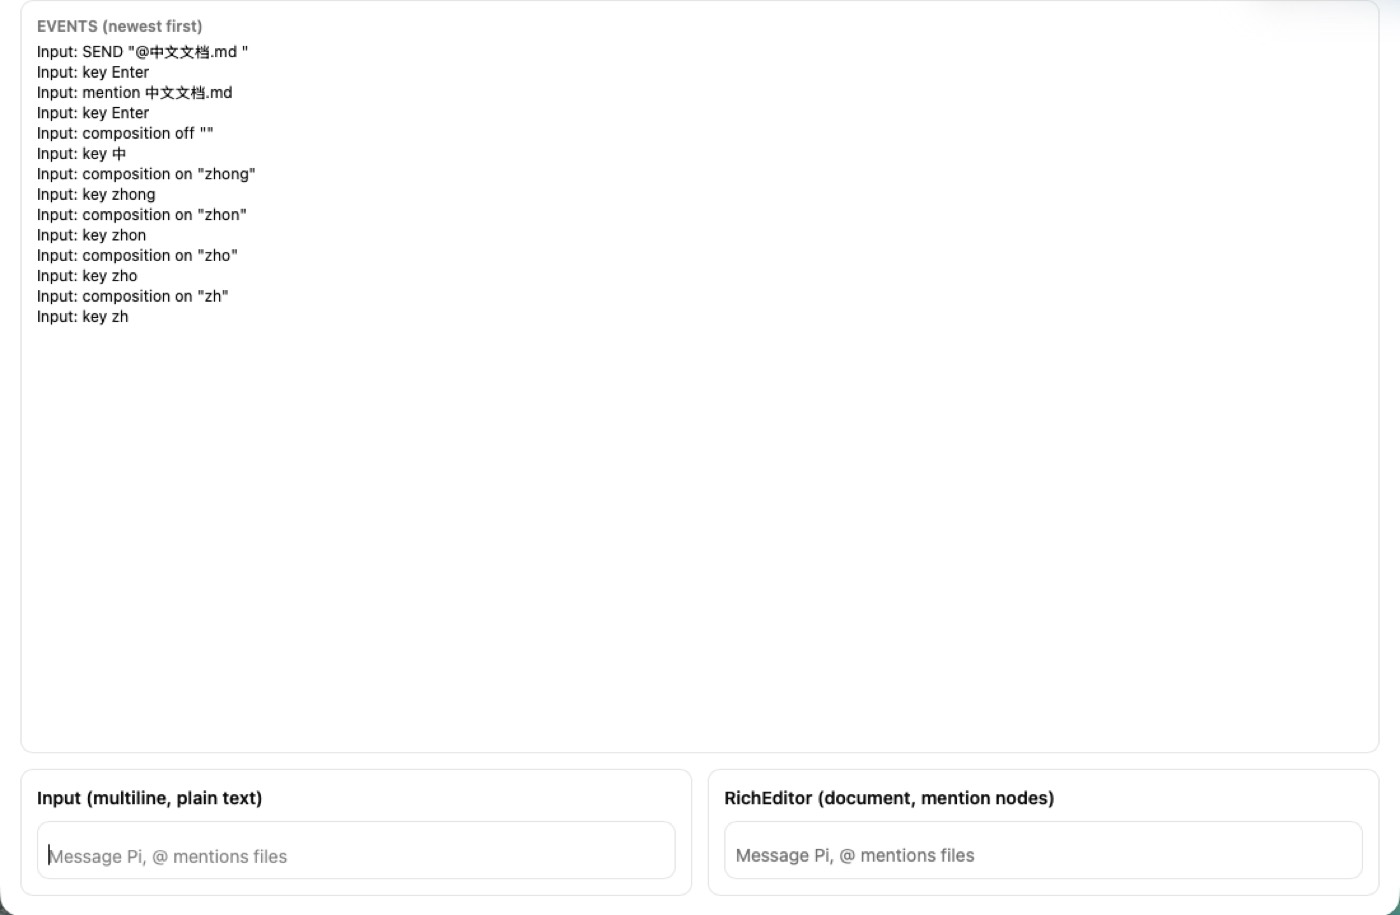 EVENTS (newest first)
Input: SEND "@中文文档.md "
Input: key Enter
Input: mention 中文文档.md
Input: key Enter
Input: composition off ""
Input: key 中
Input: composition on "zhong"
Input: key zhong
Input: composition on "zhon"
Input: key zhon
Input: composition on "zho"
Input: key zho
Input: composition on "zh"
Input: key zh
Input (multiline, plain text)
Message Pi, @ mentions files
RichEditor (document, mention nodes)
Message Pi, @ mentions files